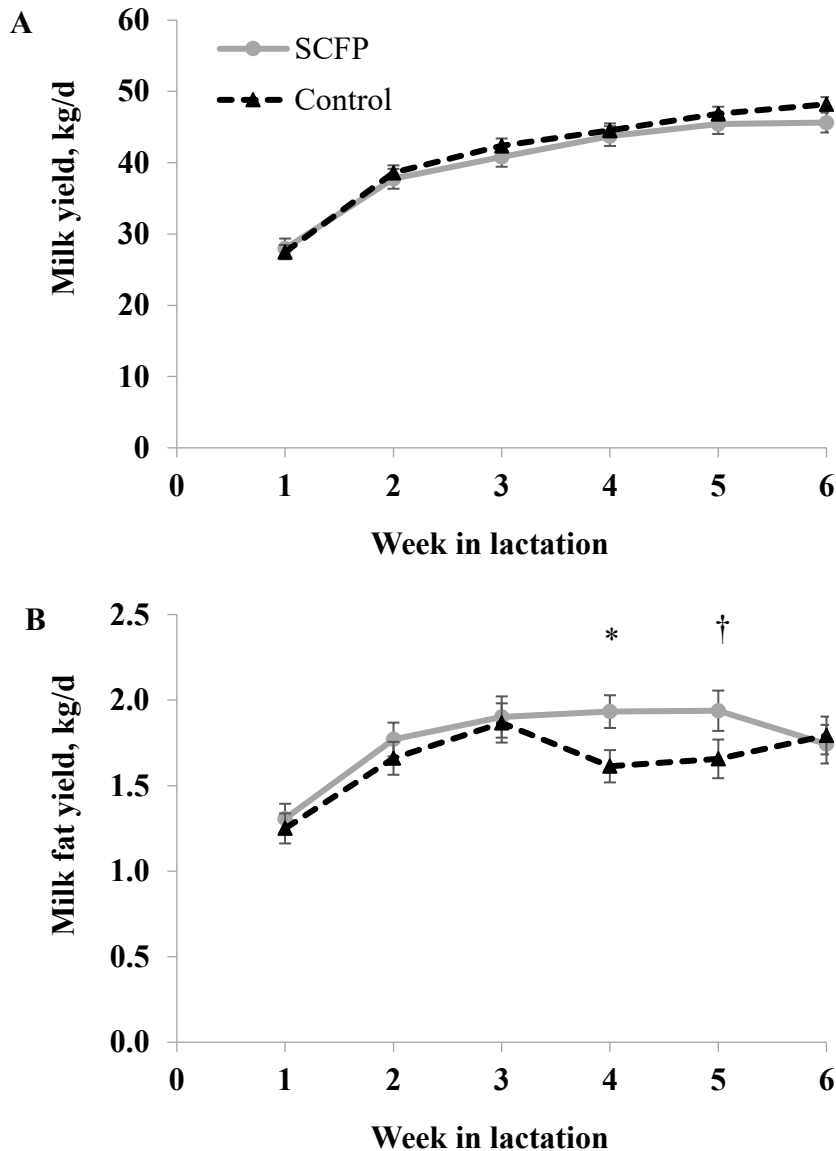 A
60
50
40
30
20
10
0
SCFP
Control
Milk yield, kg/d
0 1 2 3 4 5 6
Week in lactation
B
2.5
2.0
1.5
1.0
0.5
0.0
* †
Milk fat yield, kg/d
0 1 2 3 4 5 6
Week in lactation